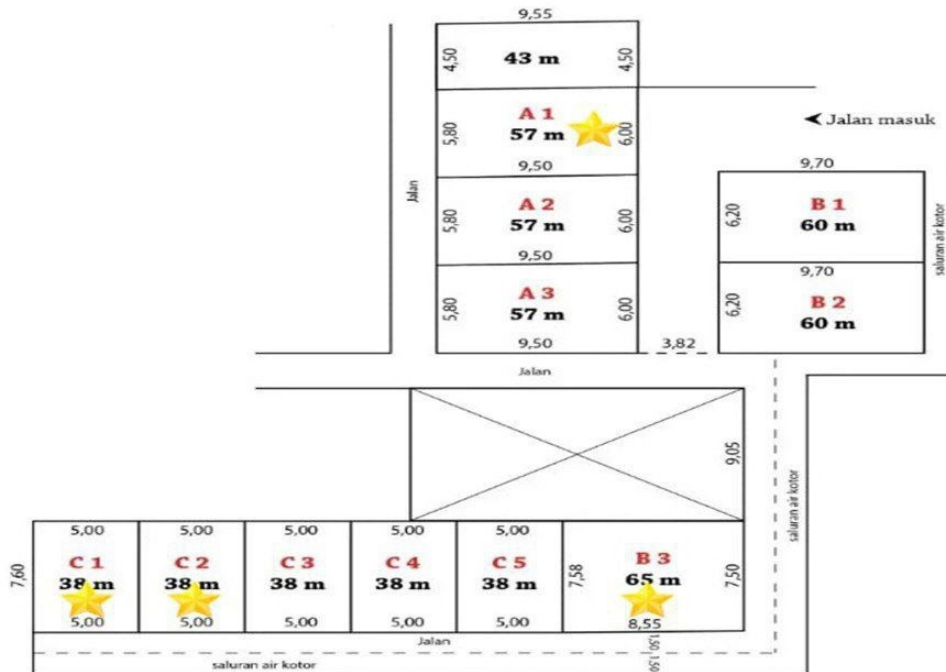 9,55
4,50
43 m
4,50
A 1
57 m
5,80
6,00
9,50
Jalan masuk
Jalan
A 2
57 m
5,80
6,00
9,50
A 3
57 m
5,80
6,00
9,50
9,70
B 1
60 m
6,20
saluran air kotor
9,70
B 2
60 m
6,20
3,82
Jalan
9,05
saluran air kotor
7,60
5,00
C 1
38 m
5,00
5,00
C 2
38 m
5,00
5,00
C 3
38 m
5,00
5,00
C 4
38 m
5,00
5,00
C 5
38 m
5,00
7,58
B 3
65 m
8,55
7,50
Jalan
1,50
1,50
saluran air kotor